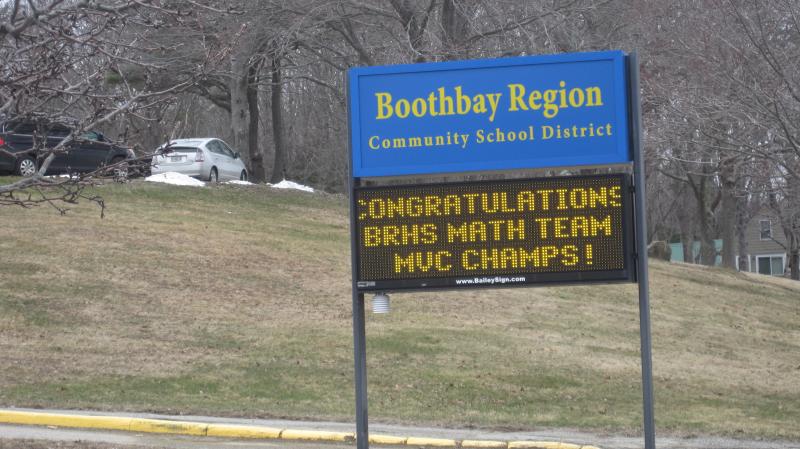 Boothbay Region
Community School District
CONGRATULATIONS
BRHS MATH TEAM
MVC CHAMPS!
www.BaileySign.com